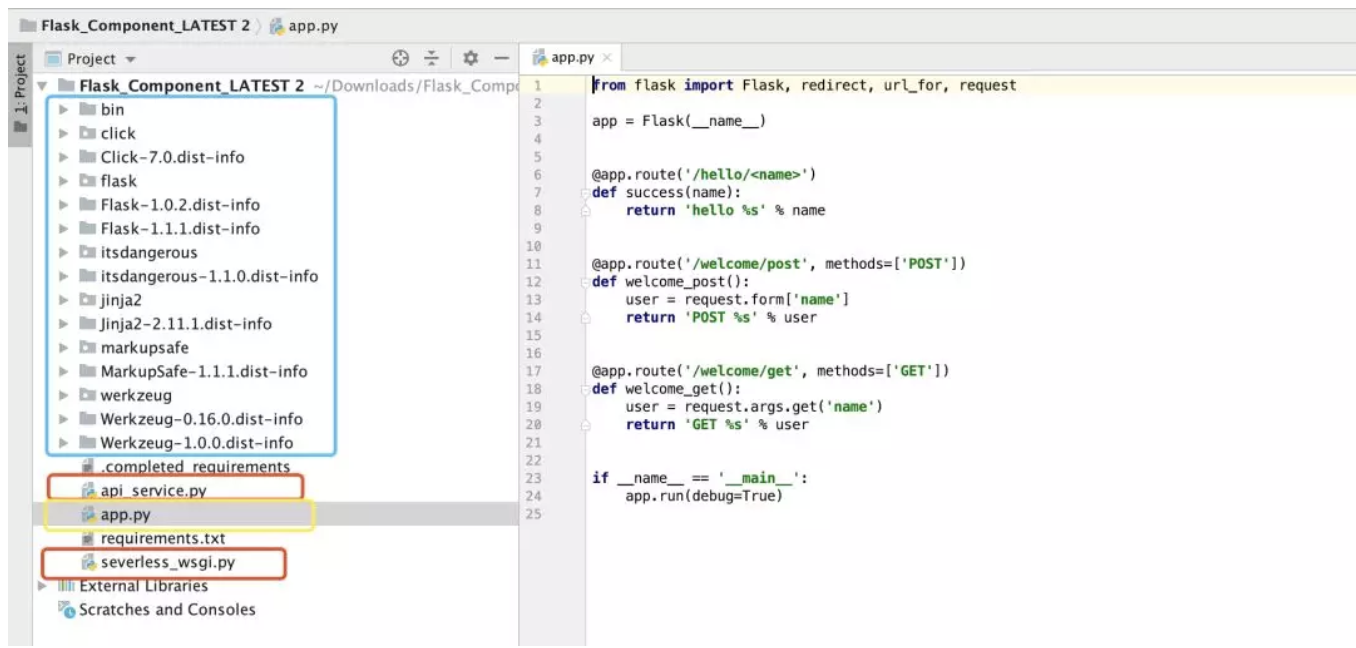 Flask_Component_LATEST 2 app.py
1: Project
Project
Flask_Component_LATEST 2 ~/Downloads/Flask_Comp
bin
click
Click-7.0.dist-info
flask
Flask-1.0.2.dist-info
Flask-1.1.1.dist-info
itsdangerous
itsdangerous-1.1.0.dist-info
jinja2
Jinja2-2.11.1.dist-info
markupsafe
MarkupSafe-1.1.1.dist-info
werkzeug
Werkzeug-0.16.0.dist-info
Werkzeug-1.0.0.dist-info
.completed_requirements
api_service.py
app.py
requirements.txt
severless_wsgi.py
External Libraries
Scratches and Consoles
app.py
1 from flask import Flask, redirect, url_for, request
2
3 app = Flask(__name__)
4
5
6 @app.route('/hello/<name>')
7 def success(name):
8 return 'hello %s' % name
9
10
11 @app.route('/welcome/post', methods=['POST'])
12 def welcome_post():
13 user = request.form['name']
14 return 'POST %s' % user
15
16
17 @app.route('/welcome/get', methods=['GET'])
18 def welcome_get():
19 user = request.args.get('name')
20 return 'GET %s' % user
21
22
23 if __name__ == '__main__':
24 app.run(debug=True)
25